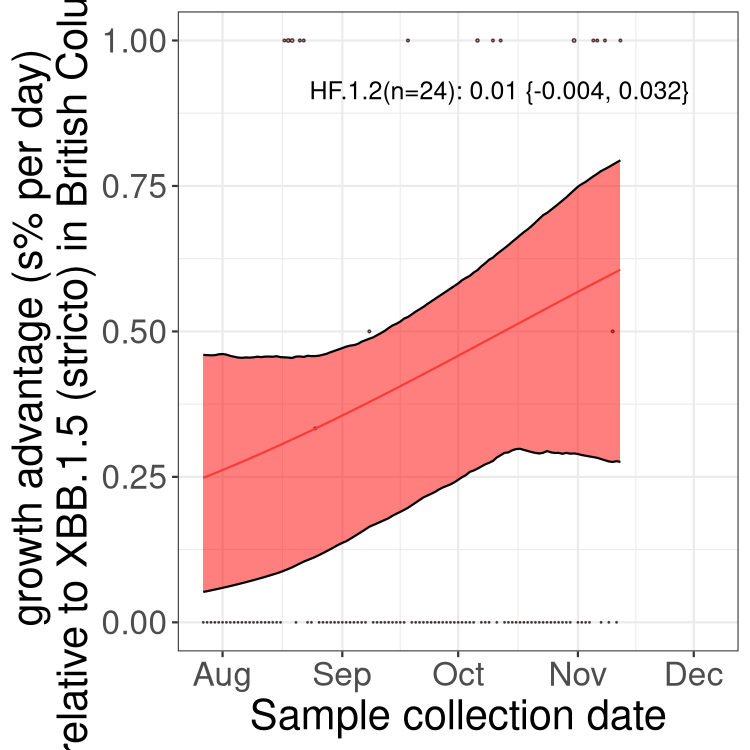 growth advantage (s% per day)
relative to XBB.1.5 (stricto) in British Colu
1.00
0.75
0.50
0.25
0.00
HF.1.2(n=24): 0.01 {-0.004, 0.032}
Aug Sep Oct Nov Dec
Sample collection date